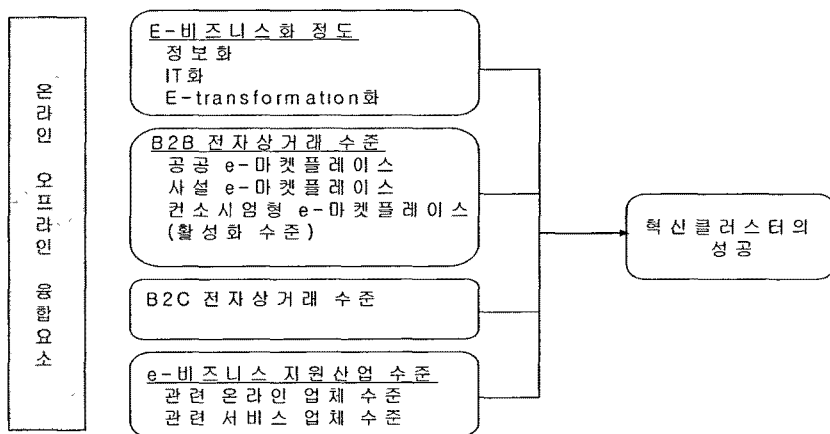 온라인 오프라인 융합요소
E-비즈니스화 정도
정보화
IT화
E-transformation화
B2B 전자상거래 수준
공공 e-마켓플레이스
사설 e-마켓플레이스
컨소시엄형 e-마켓플레이스
(활성화 수준)
B2C 전자상거래 수준
e-비즈니스 지원산업 수준
관련 온라인 업체 수준
관련 서비스 업체 수준
혁신클러스터의
성공